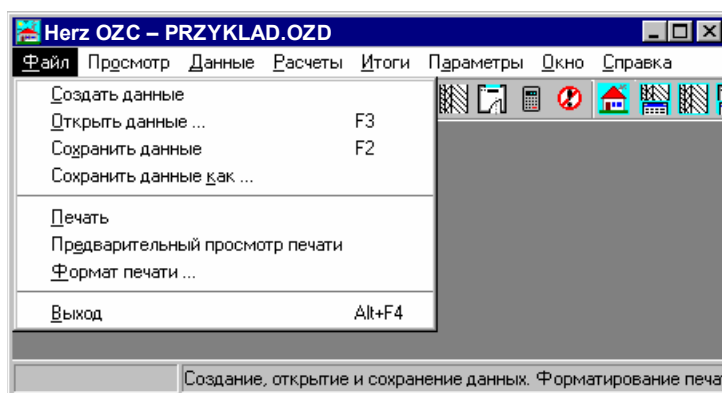 Herz OZC – PRZYKLAD.OZD
Файл Просмотр Данные Расчеты Итоги Параметры Окно Справка
Создать данные
Открыть данные ... F3
Сохранить данные F2
Сохранить данные как ...
Печать
Предварительный просмотр печати
Формат печати ...
Выход Alt+F4
Создание, открытие и сохранение данных. Форматирование печа